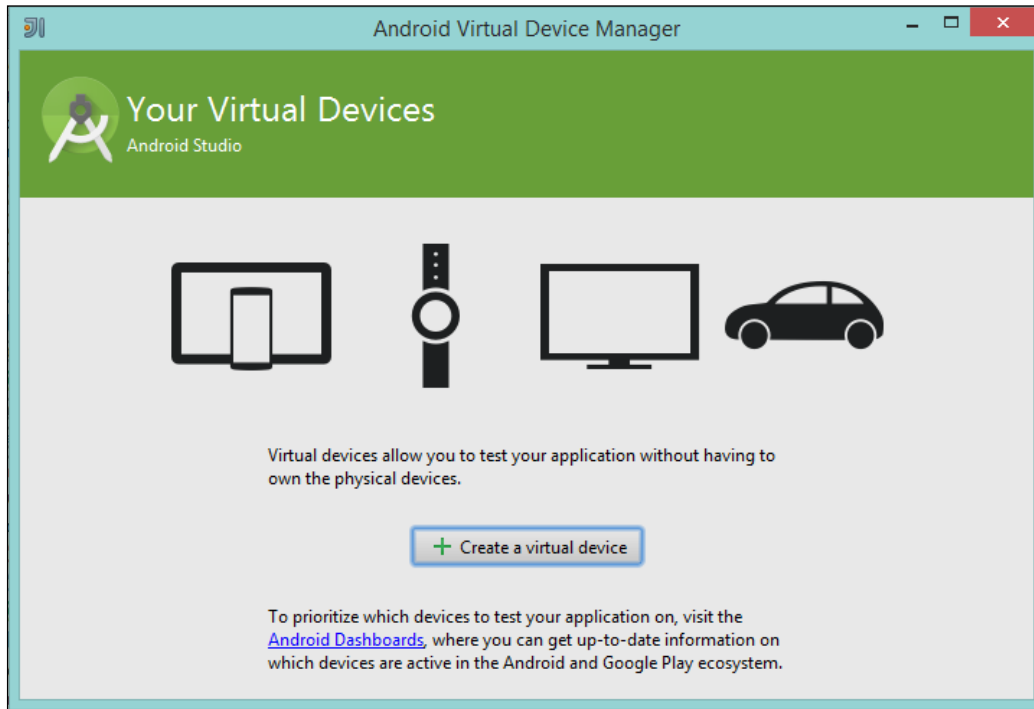 Android Virtual Device Manager
Your Virtual Devices
Android Studio
Virtual devices allow you to test your application without having to
own the physical devices.
Create a virtual device
To prioritize which devices to test your application on, visit the
Android Dashboards, where you can get up-to-date information on
which devices are active in the Android and Google Play ecosystem.